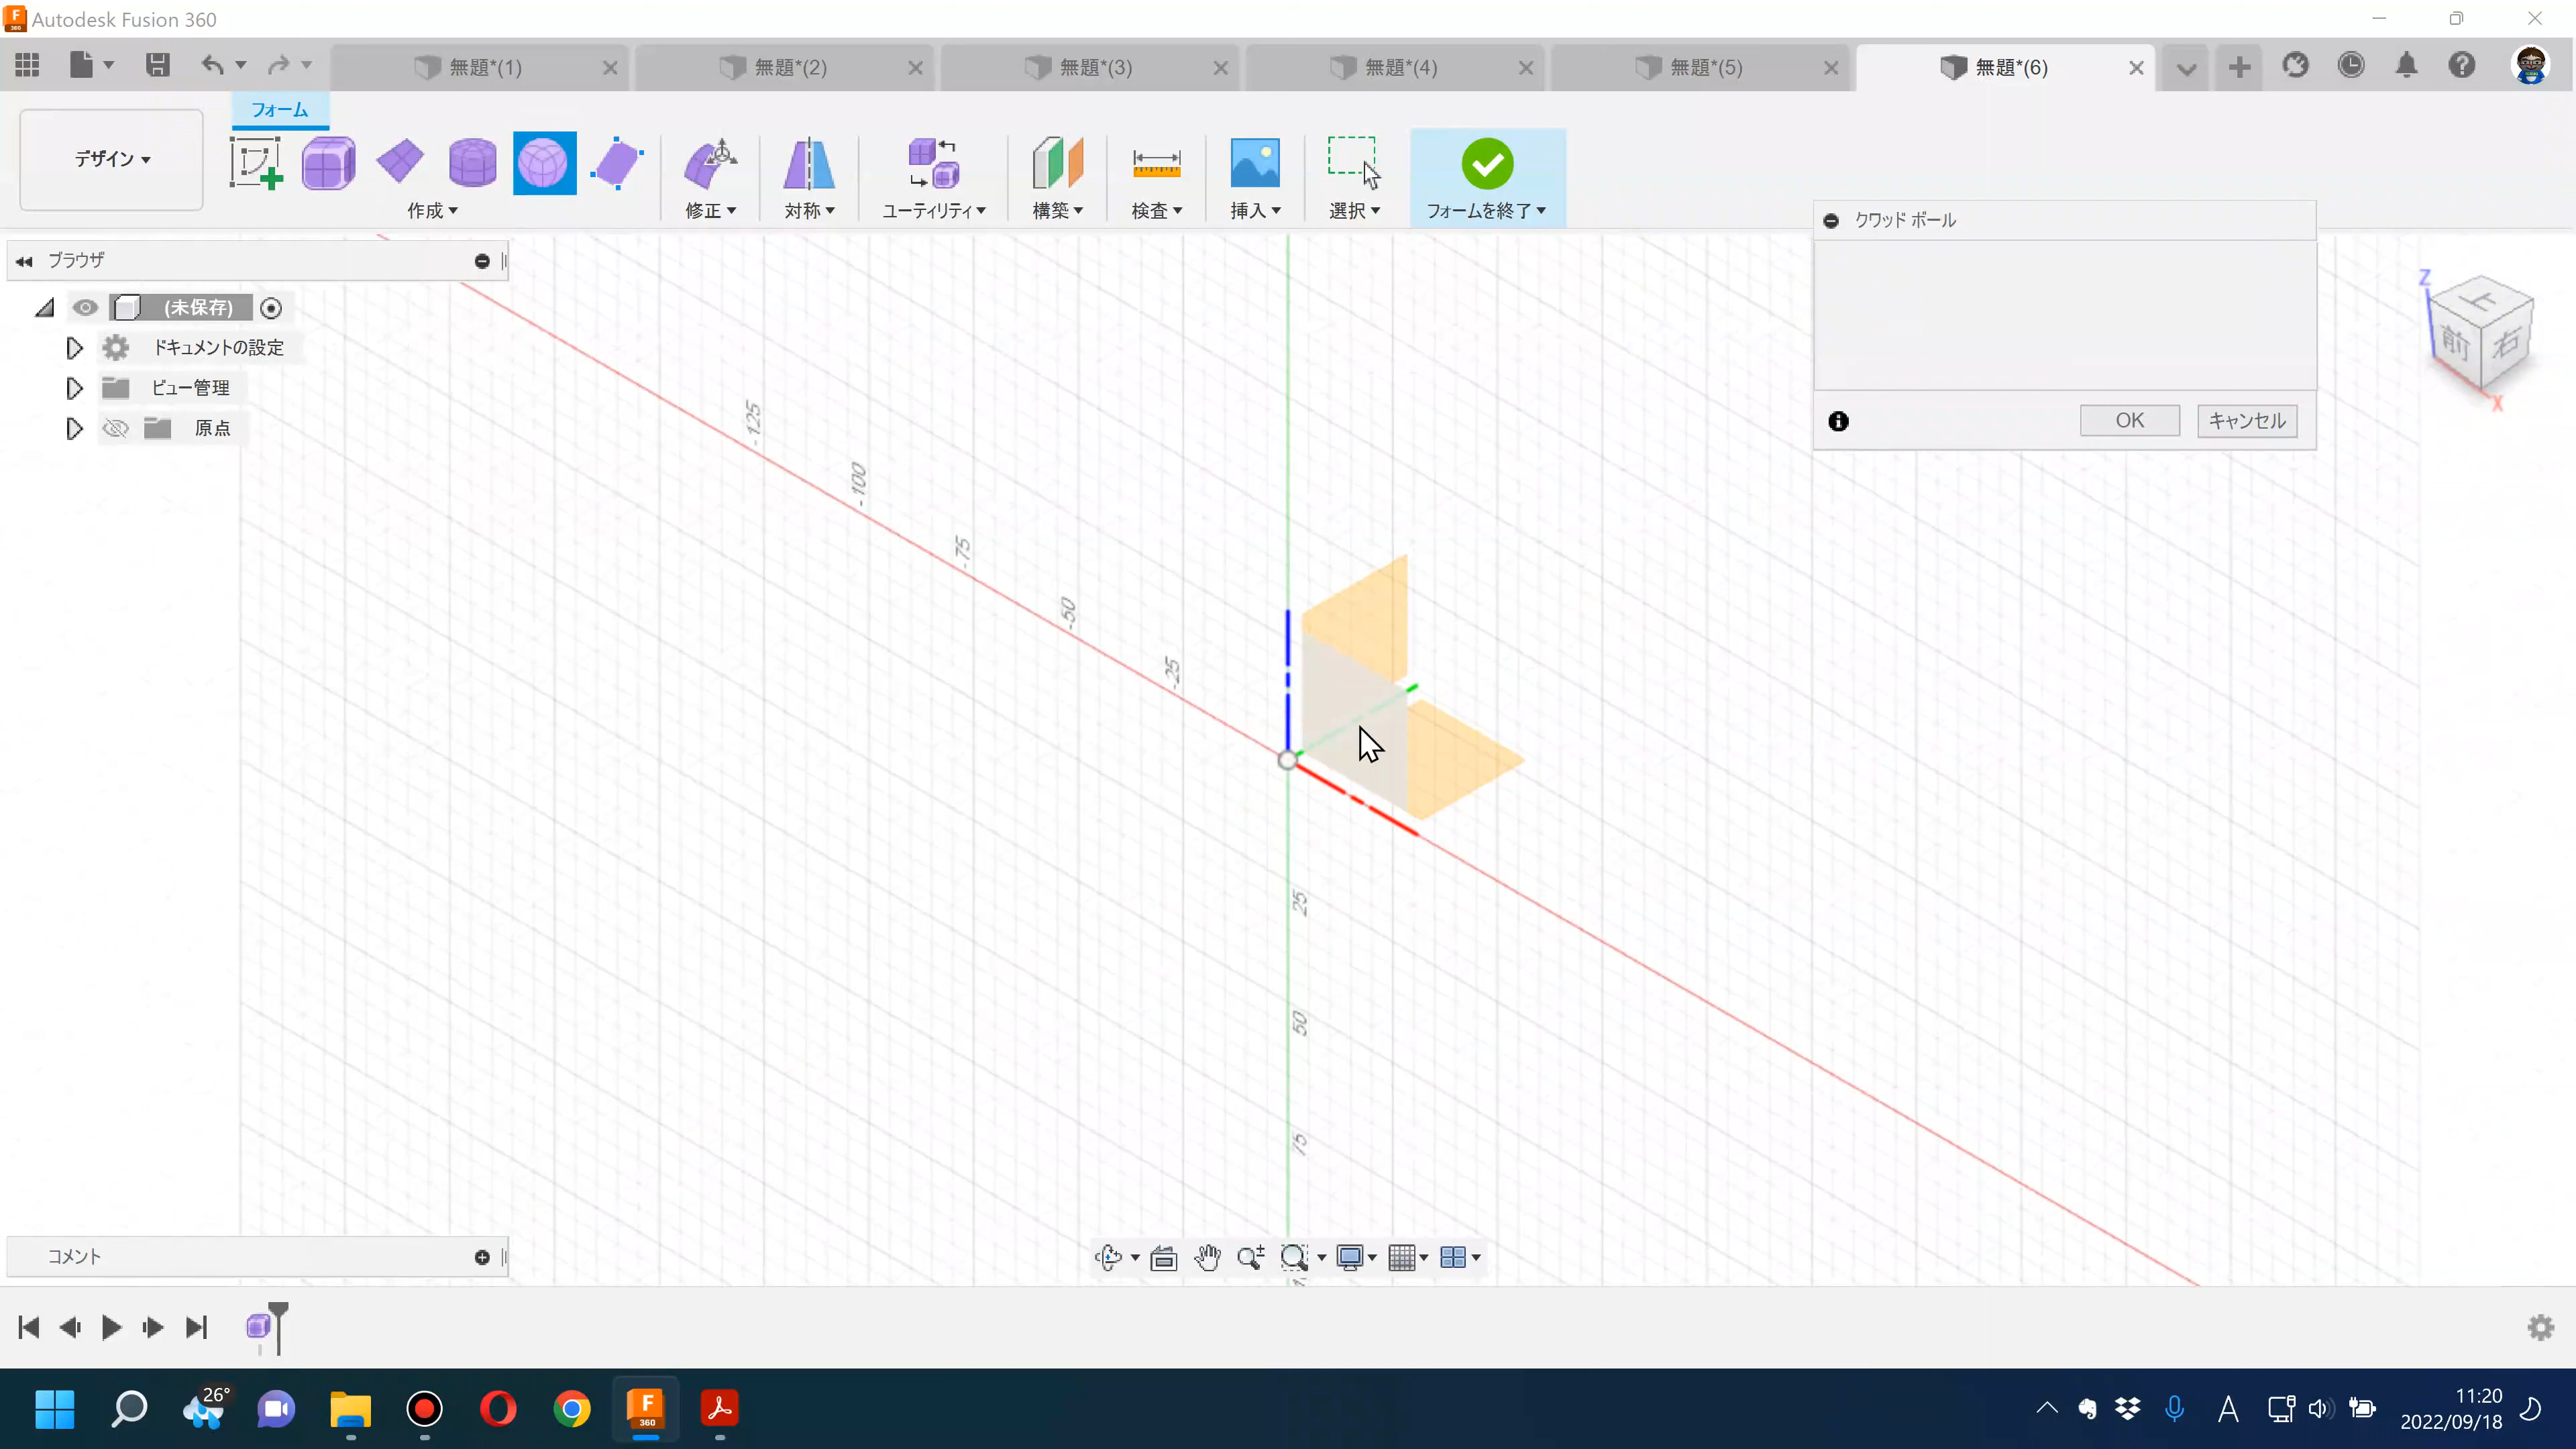 Autodesk Fusion 360
無題*(1)
無題*(2)
無題*(3)
無題*(4)
無題*(5)
無題*(6)
フォーム
デザイン
作成
修正
対称
ユーティリティ
構築
検査
挿入
選択
フォームを終了
クワッド ボール
ブラウザ
(未保存)
ドキュメントの設定
ビュー管理
原点
OK
キャンセル
Z
上
前
右
X
-125
-100
-75
-50
-25
25
50
75
コメント
26°
F
360
A
11:20
2022/09/18